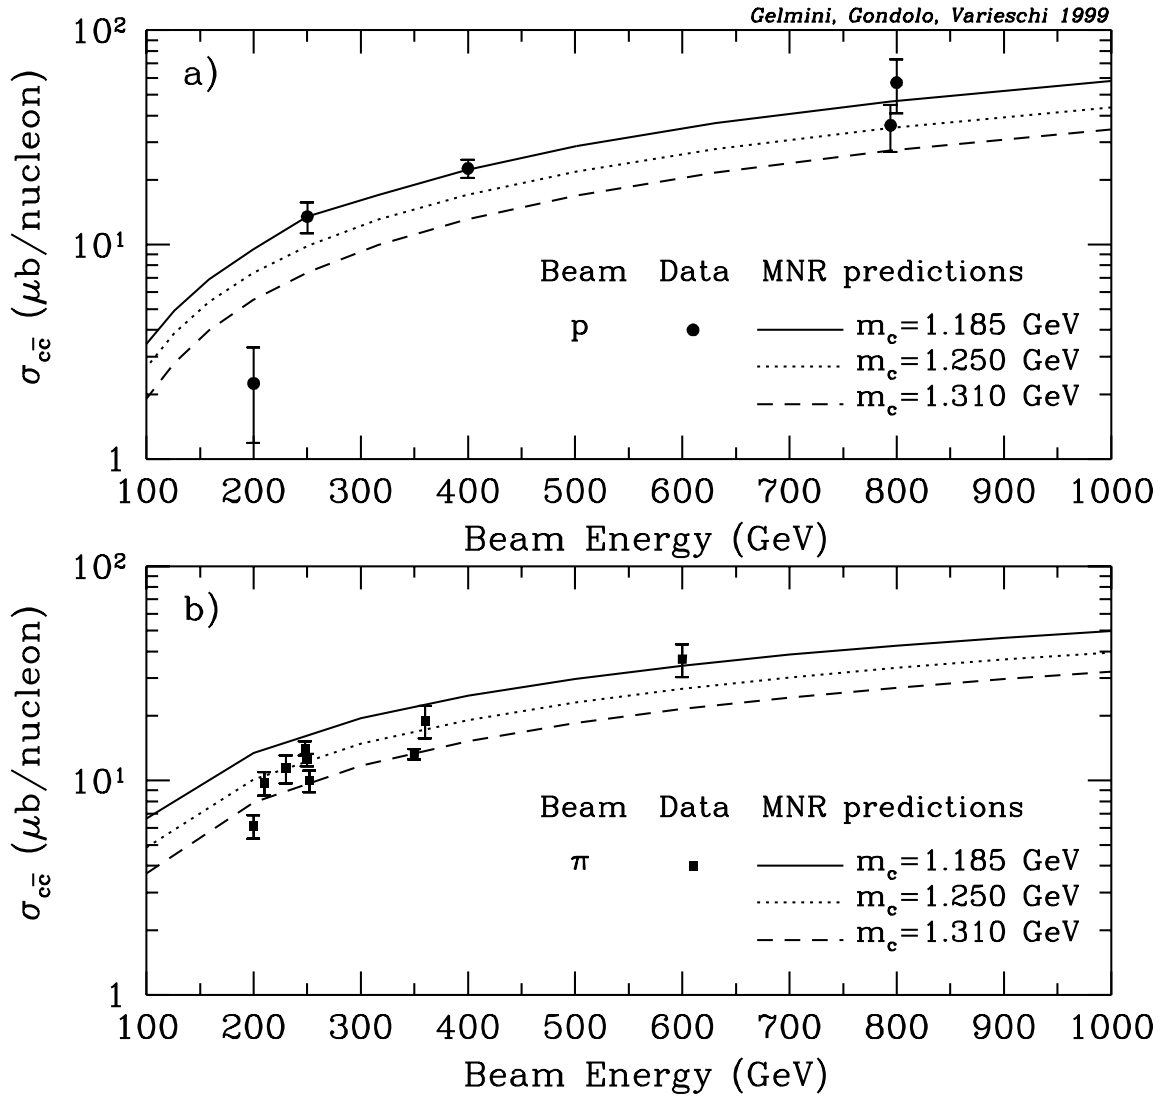 Gelmini, Gondolo, Varieschi 1999
a)
10²
10¹
1
σcc̅ (μb/nucleon)
Beam Data MNR predictions
p mc=1.185 GeV
mc=1.250 GeV
mc=1.310 GeV
100 200 300 400 500 600 700 800 900 1000
Beam Energy (GeV)
b)
10²
10¹
1
σcc̅ (μb/nucleon)
Beam Data MNR predictions
π mc=1.185 GeV
mc=1.250 GeV
mc=1.310 GeV
100 200 300 400 500 600 700 800 900 1000
Beam Energy (GeV)